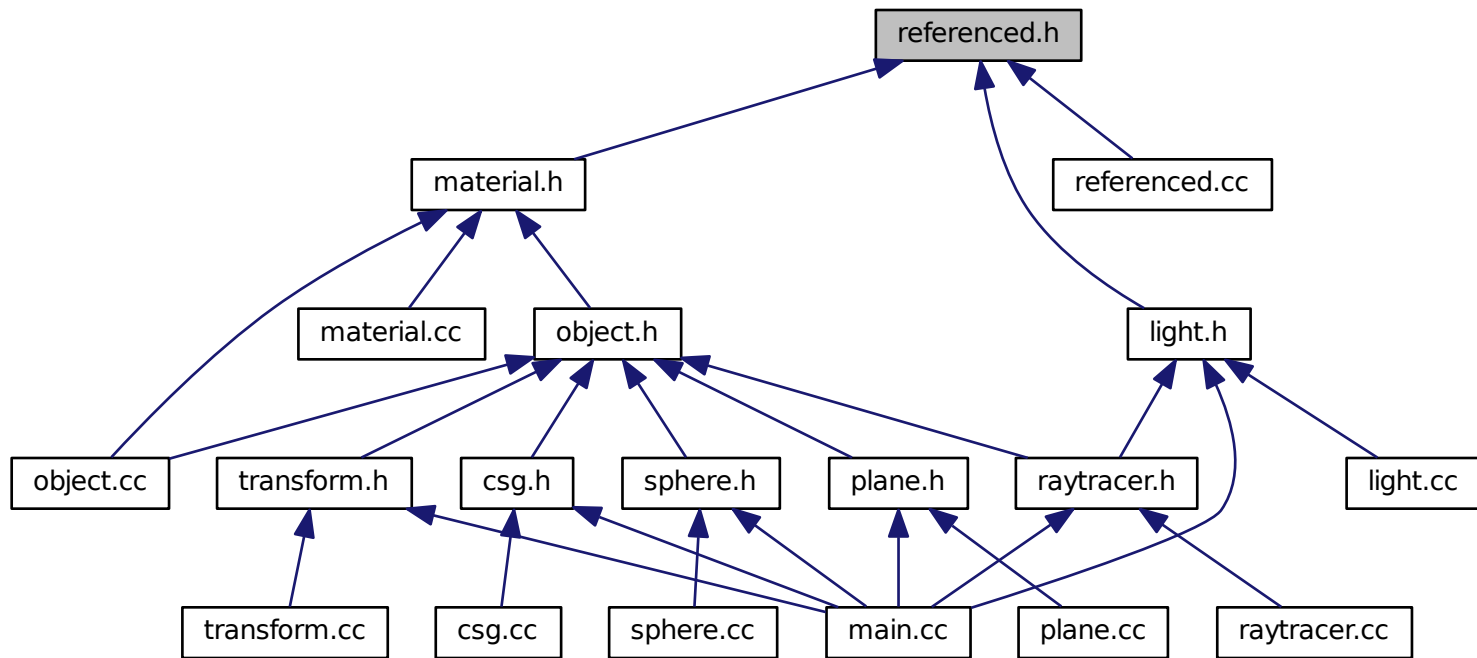 referenced.h
material.h
referenced.cc
material.cc
object.h
light.h
object.cc
transform.h
csg.h
sphere.h
plane.h
raytracer.h
light.cc
transform.cc
csg.cc
sphere.cc
main.cc
plane.cc
raytracer.cc